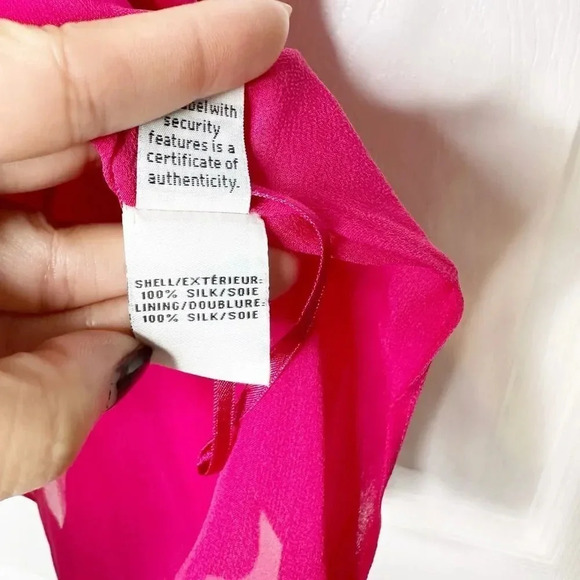 with
security
features is a
certificate of
authenticity.
SHELL/EXTÉRIEUR:
100% SILK/SOIE
LINING/DOUBLURE:
100% SILK/SOIE